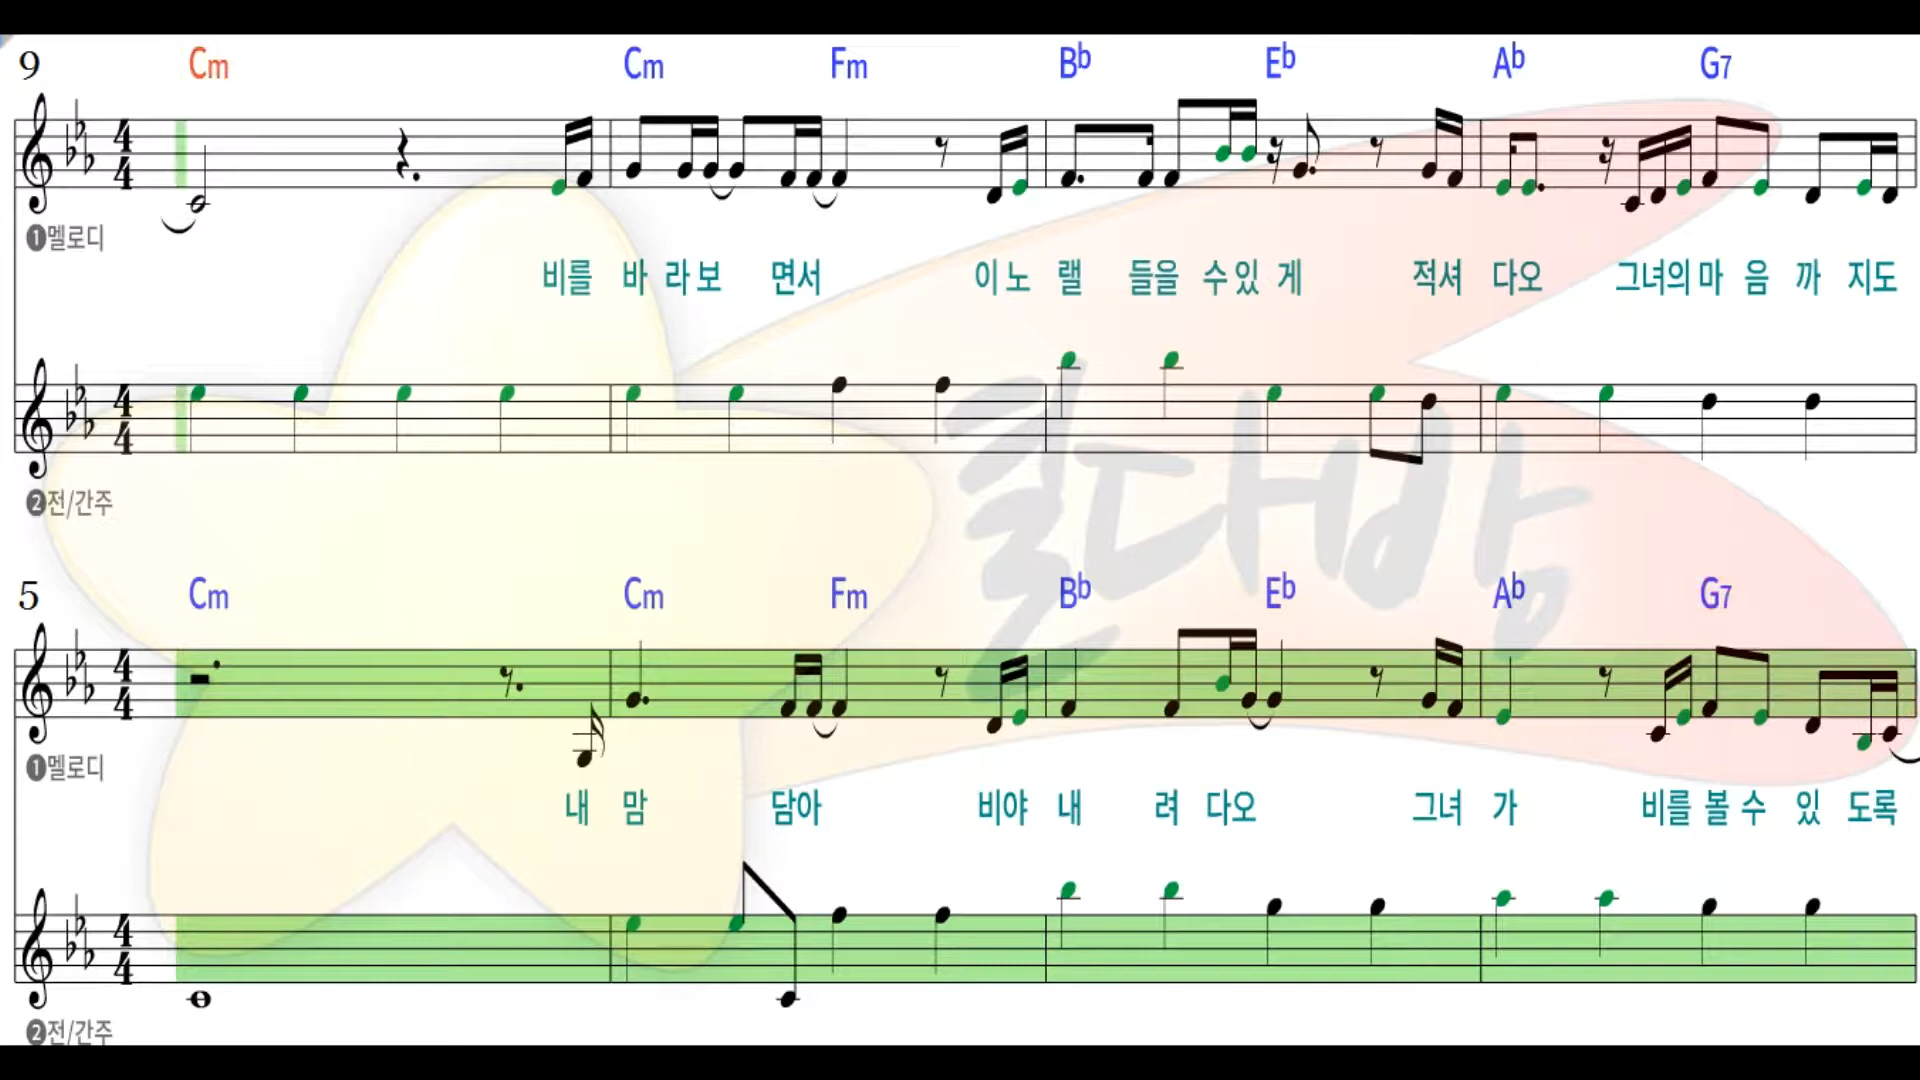 9 Cm Cm Fm Bb Eb Ab G7
❶멜로디
비를 바 라보 면서 이노 랠 들을 수있 게 적셔 다오 그녀의마 음 까 지도
❷전/간주
킬다밤
5 Cm Cm Fm Bb Eb Ab G7
❶멜로디
내 맘 담아 비야 내 려 다오 그녀 가 비를 볼수 있 도록
❷전/간주